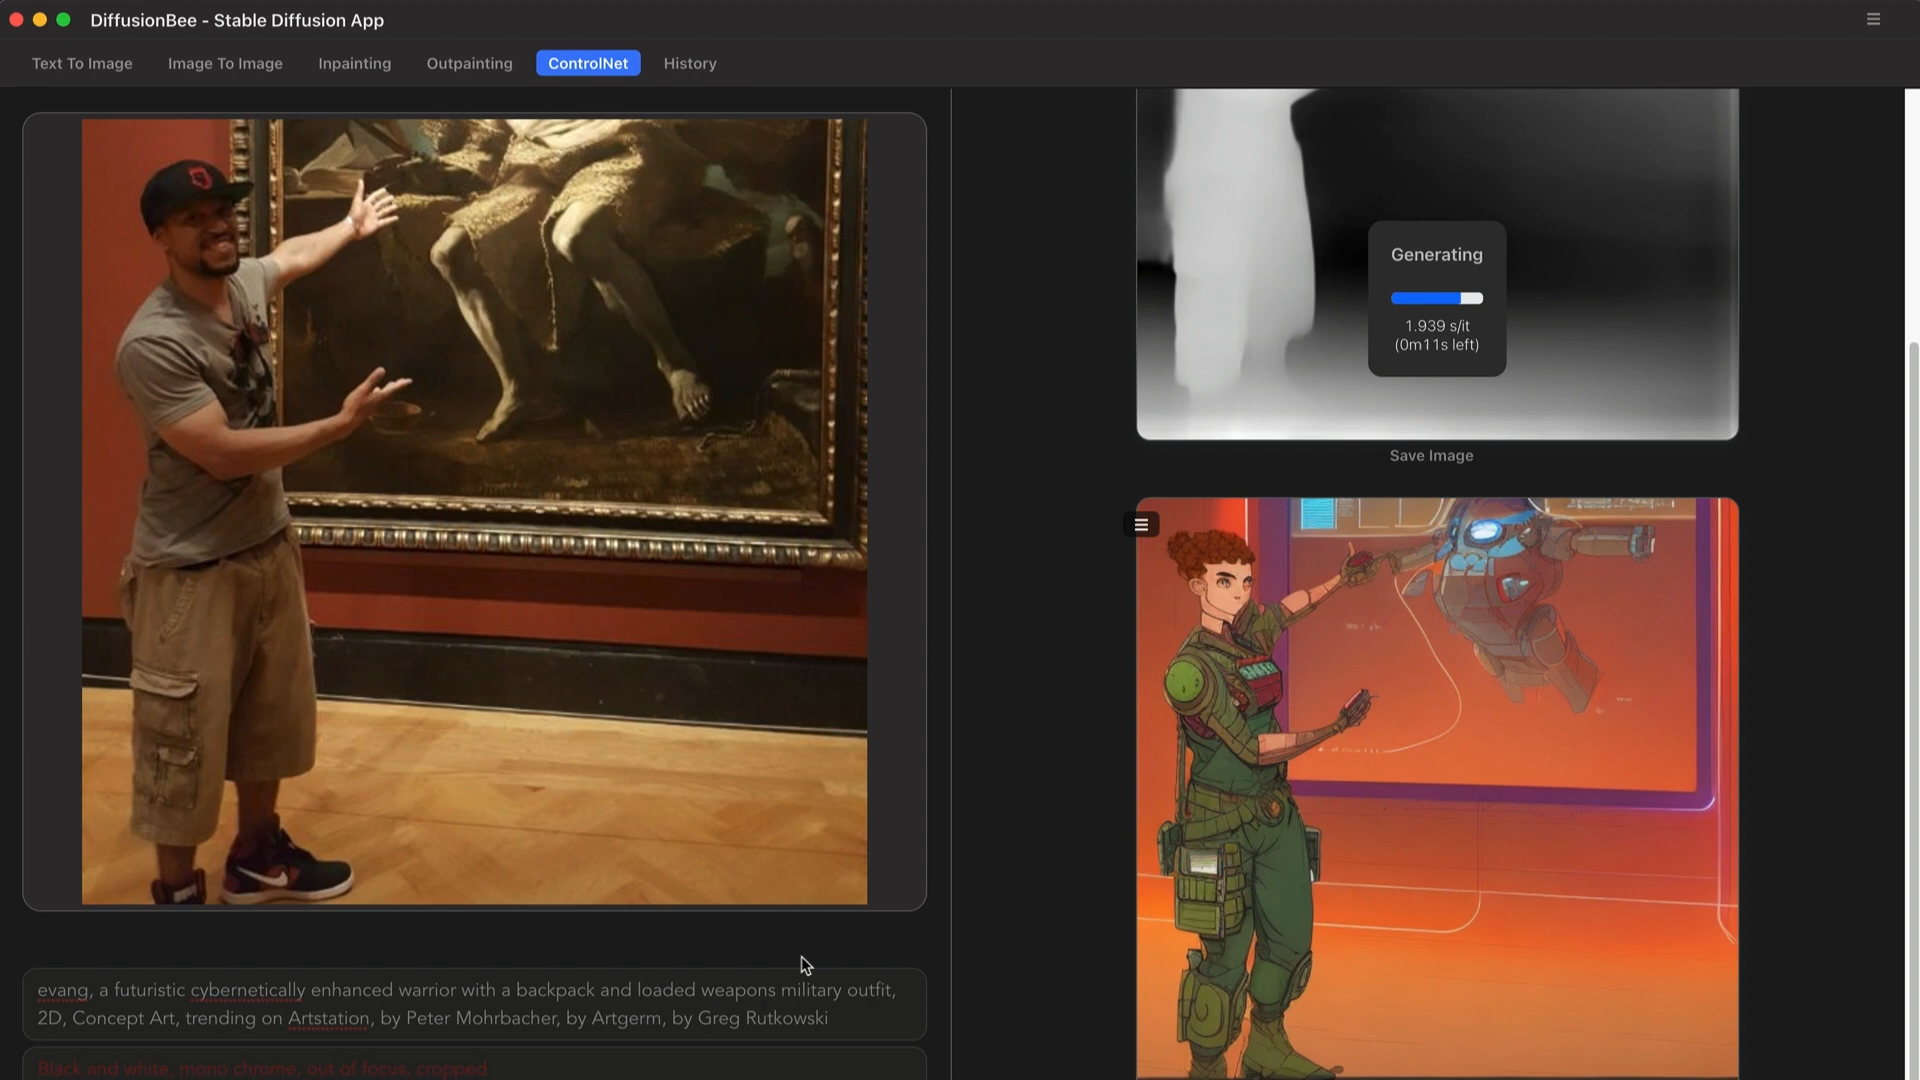 DiffusionBee - Stable Diffusion App
Text To Image
Image To Image
Inpainting
Outpainting
ControlNet
History
Generating
1.939 s/it
(0m11s left)
Save Image
evang, a futuristic cybernetically enhanced warrior with a backpack and loaded weapons military outfit,
2D, Concept Art, trending on Artstation, by Peter Mohrbacher, by Artgerm, by Greg Rutkowski
Black and white, mono chrome, out of focus, cropped